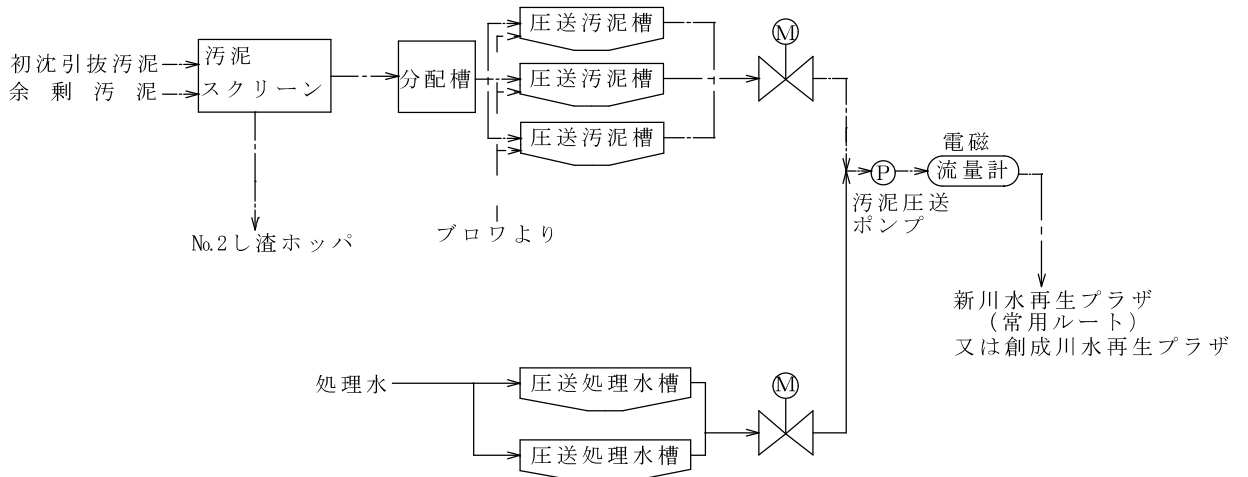 圧送汚泥槽
M
初沈引抜汚泥
余剰汚泥
汚泥
スクリーン
分配槽
圧送汚泥槽
圧送汚泥槽
電磁
流量計
P
汚泥圧送
ポンプ
№2し渣ホッパ
ブロワより
新川水再生プラザ
(常用ルート)
又は創成川水再生プラザ
処理水
圧送処理水槽
M
圧送処理水槽